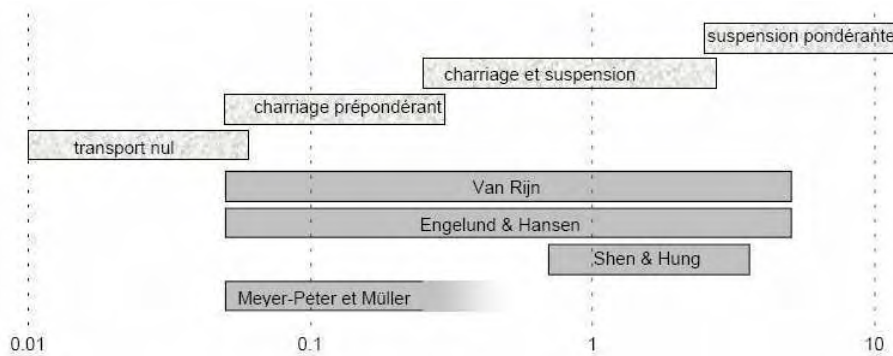 suspension pondérante
charriage et suspension
charriage prépondérant
transport nul
Van Rijn
Engelund & Hansen
Shen & Hung
Meyer-Peter et Müller
0.01 0.1 1 10